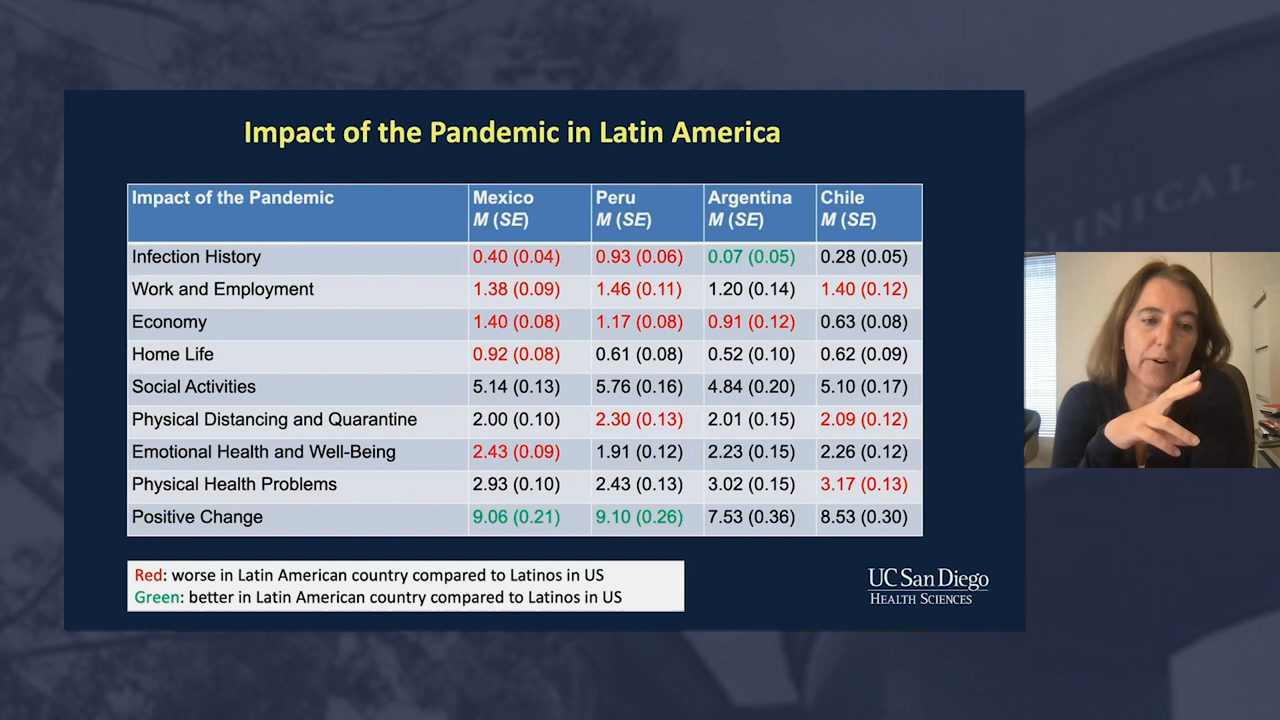 Impact of the Pandemic in Latin America
Impact of the Pandemic Mexico Peru Argentina Chile
M (SE) M (SE) M (SE) M (SE)
Infection History 0.40 (0.04) 0.93 (0.06) 0.07 (0.05) 0.28 (0.05)
Work and Employment 1.38 (0.09) 1.46 (0.11) 1.20 (0.14) 1.40 (0.12)
Economy 1.40 (0.08) 1.17 (0.08) 0.91 (0.12) 0.63 (0.08)
Home Life 0.92 (0.08) 0.61 (0.08) 0.52 (0.10) 0.62 (0.09)
Social Activities 5.14 (0.13) 5.76 (0.16) 4.84 (0.20) 5.10 (0.17)
Physical Distancing and Quarantine 2.00 (0.10) 2.30 (0.13) 2.01 (0.15) 2.09 (0.12)
Emotional Health and Well-Being 2.43 (0.09) 1.91 (0.12) 2.23 (0.15) 2.26 (0.12)
Physical Health Problems 2.93 (0.10) 2.43 (0.13) 3.02 (0.15) 3.17 (0.13)
Positive Change 9.06 (0.21) 9.10 (0.26) 7.53 (0.36) 8.53 (0.30)
Red: worse in Latin American country compared to Latinos in US
Green: better in Latin American country compared to Latinos in US
UC San Diego
HEALTH SCIENCES